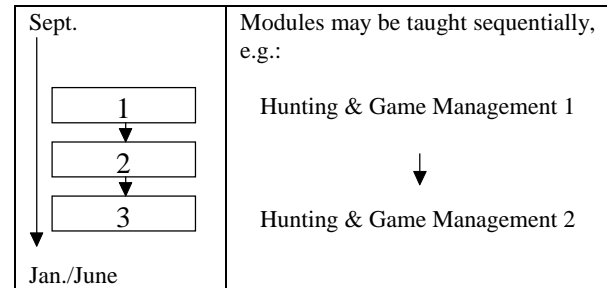 Sept.
1
2
3
Jan./June
Modules may be taught sequentially,
e.g.:
Hunting & Game Management 1
Hunting & Game Management 2